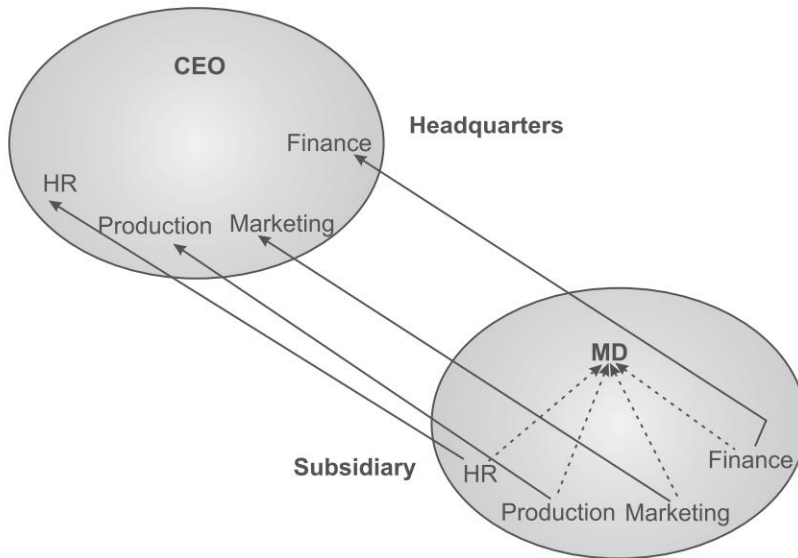 CEO
Headquarters
Finance
HR
Production
Marketing
MD
Subsidiary
HR
Finance
Production
Marketing